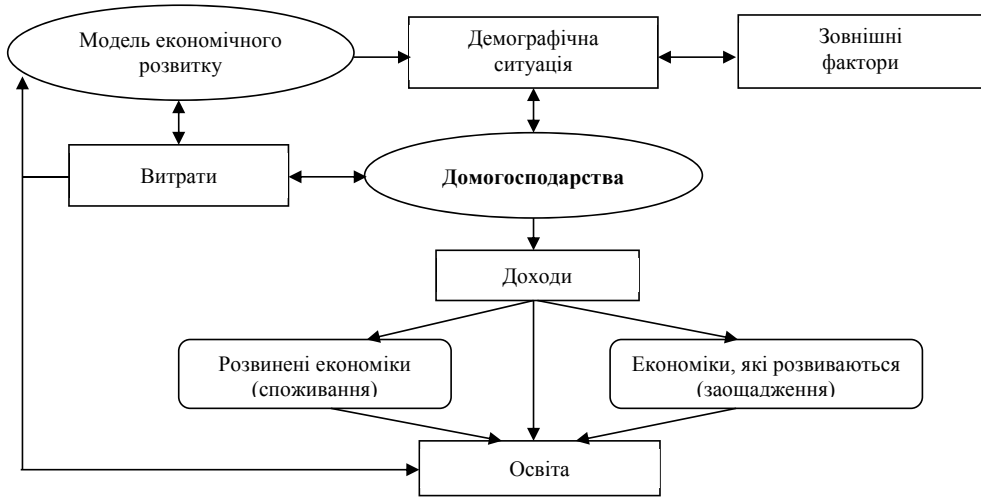 Модель економічного
розвитку
Демографічна
ситуація
Зовнішні
фактори
Витрати
Домогосподарства
Доходи
Розвинені економіки
(споживання)
Економіки, які розвиваються
(заощадження)
Освіта